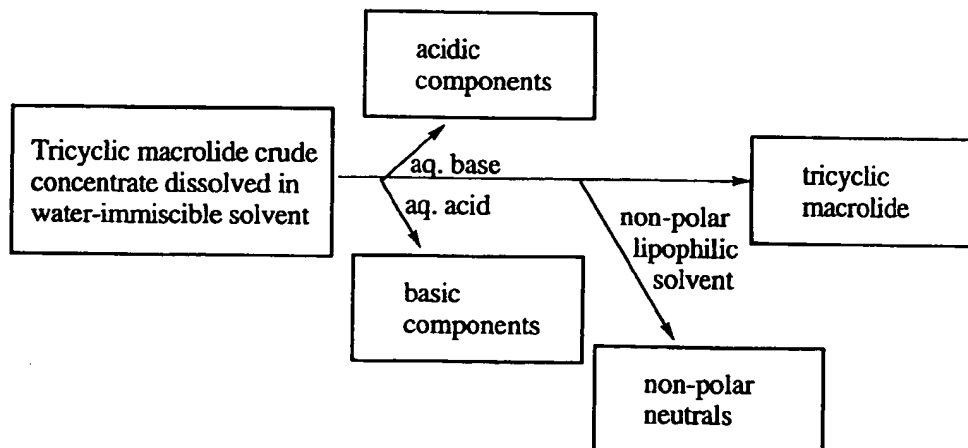 acidic
components
Tricyclic macrolide crude
concentrate dissolved in
water-immiscible solvent
aq. base
aq. acid
tricyclic
macrolide
non-polar
lipophilic
solvent
basic
components
non-polar
neutrals